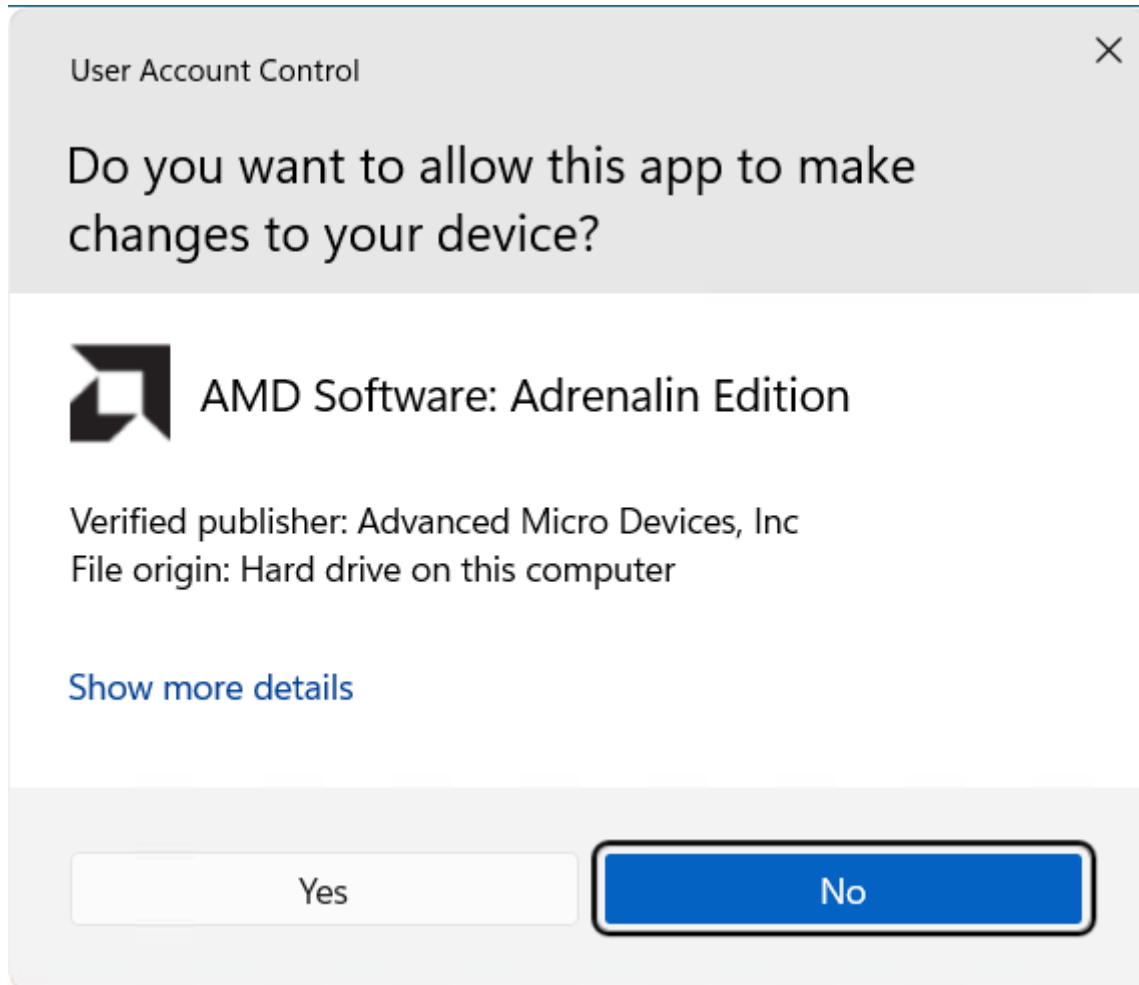 User Account Control
Do you want to allow this app to make
changes to your device?
AMD Software: Adrenalin Edition
Verified publisher: Advanced Micro Devices, Inc
File origin: Hard drive on this computer
Show more details
Yes
No